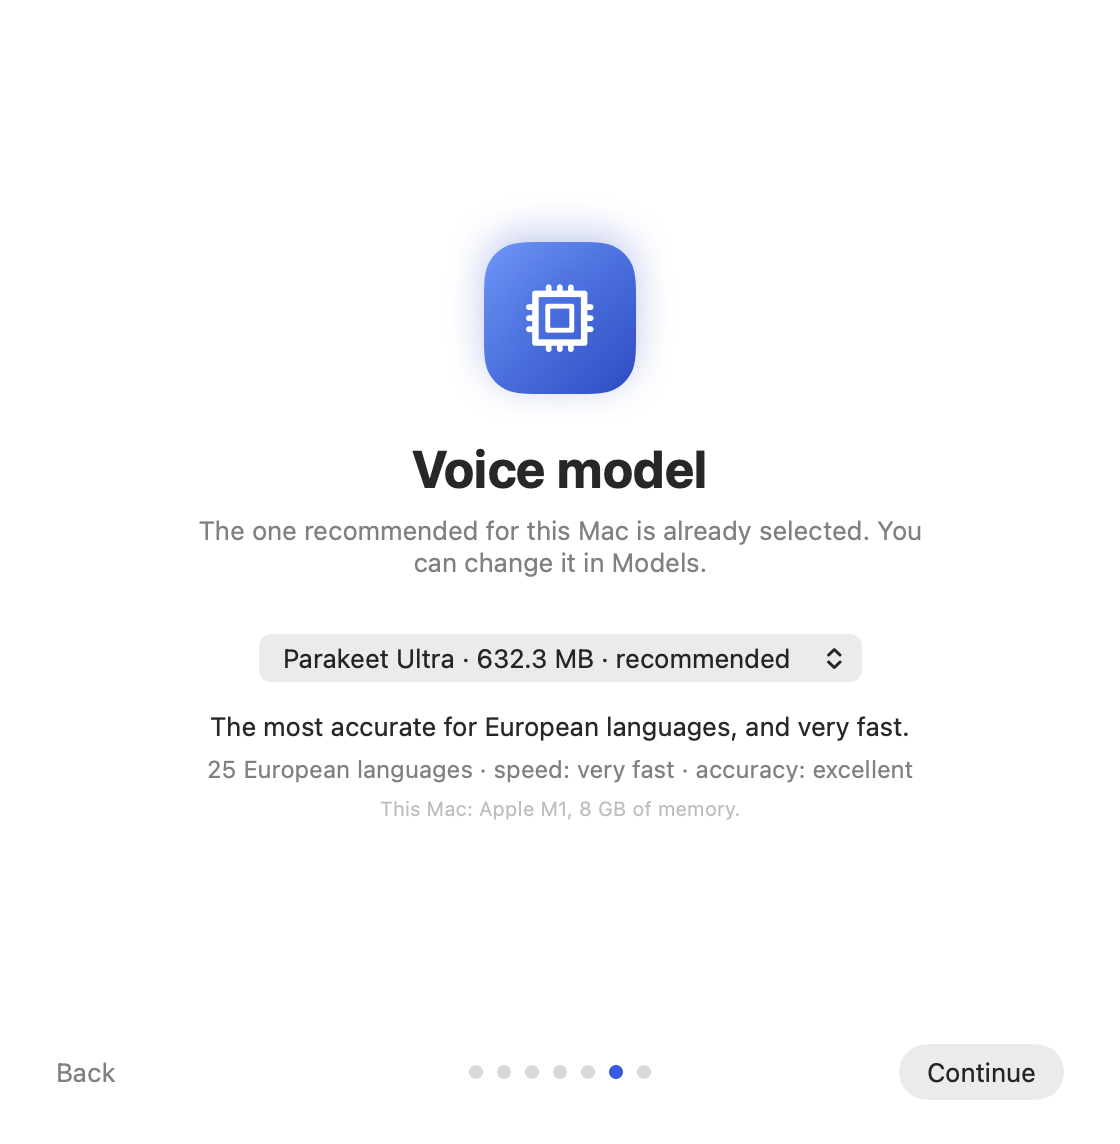 Voice model
The one recommended for this Mac is already selected. You
can change it in Models.
Parakeet Ultra · 632.3 MB · recommended
The most accurate for European languages, and very fast.
25 European languages · speed: very fast · accuracy: excellent
This Mac: Apple M1, 8 GB of memory.
Back
Continue